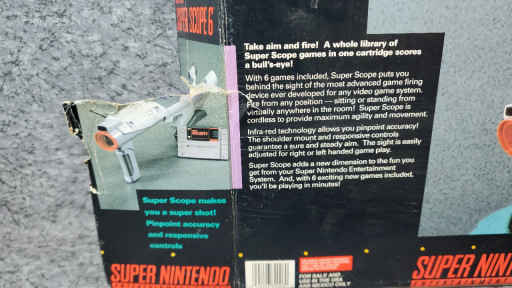 SUPER SCOPE 6
Take aim and fire! A whole library of
Super Scope games in one cartridge scores
a bull's-eye!
With 6 games included, Super Scope puts you
behind the sight of the most advanced game firing
device ever developed for any video game system.
Fire from any position — sitting or standing from
virtually anywhere in the room! Super Scope is
cordless to provide maximum agility and movement.
Infra-red technology allows you pinpoint accuracy!
The shoulder mount and responsive controls
guarantee a sure and steady aim. The sight is easily
adjusted for right or left handed game play.
Super Scope adds a new dimension to the fun you
get from your Super Nintendo Entertainment
System. And, with 6 exciting new games included,
you'll be playing in minutes!
Super Scope makes
you a super shot!
Pinpoint accuracy
and responsive
controls
SUPER NINTENDO
FOR SALE AND
USE IN THE USA
AND MEXICO ONLY
SUPER NINTENDO
ENTERTAINMENT